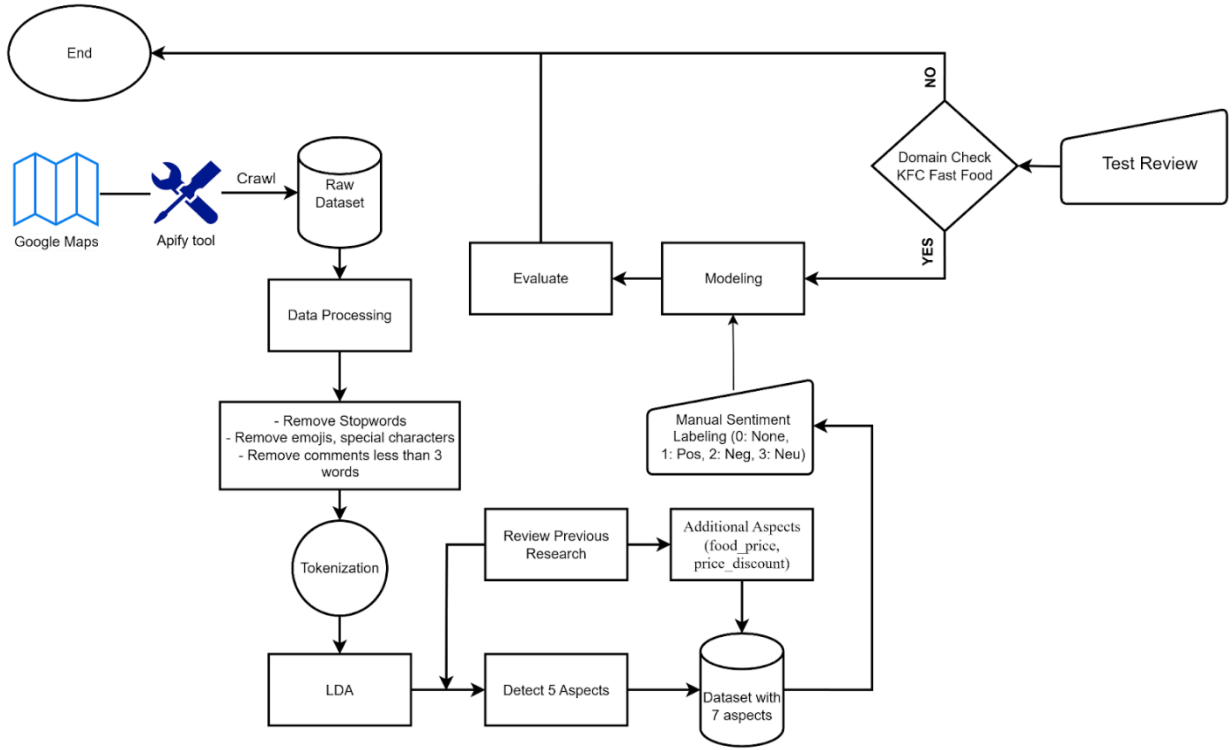 End
NO
Domain Check
KFC Fast Food
Test Review
YES
Google Maps
Apify tool
Crawl
Raw
Dataset
Evaluate
Modeling
Data Processing
- Remove Stopwords
- Remove emojis, special characters
- Remove comments less than 3
words
Manual Sentiment
Labeling (0: None,
1: Pos, 2: Neg, 3: Neu)
Tokenization
Review Previous
Research
Additional Aspects
(food_price,
price_discount)
LDA
Detect 5 Aspects
Dataset with
7 aspects